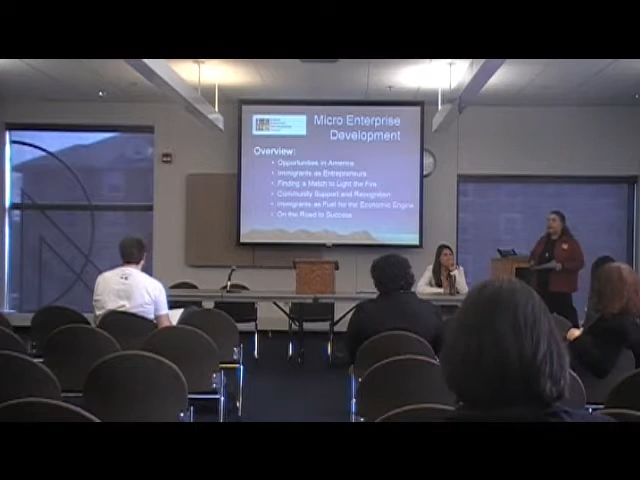 Micro Enterprise
Development
Overview:
• Opportunities in America
• Immigrants as Entrepreneurs
• Finding a Match to Light the Fire
• Community Support and Recognition
• Immigrants as Fuel for the Economic Engine
• On the Road to Success